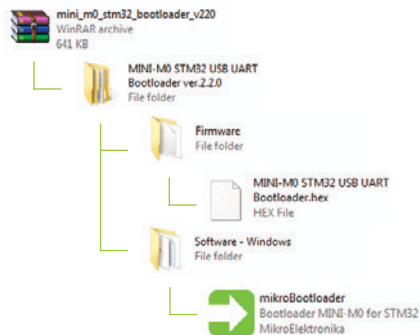 mini_m0_stm32_bootloader_v220
WinRAR archive
641 KB
MINI-M0 STM32 USB UART
Bootloader ver.2.2.0
File folder
Firmware
File folder
MINI-M0 STM32 USB UART
Bootloader.hex
HEX File
Software - Windows
File folder
mikroBootloader
Bootloader MINI-M0 for STM32
MikroElektronika